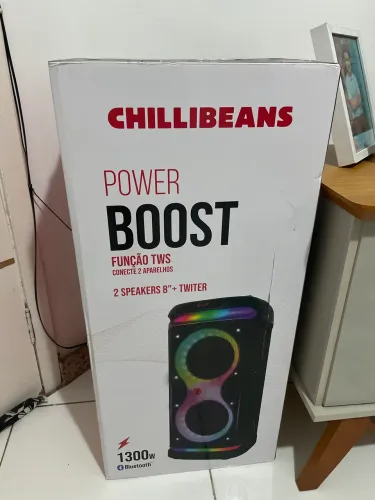 CHILLIBEANS
POWER
BOOST
FUNÇÃO TWS
CONECTE 2 APARELHOS
2 SPEAKERS 8"+ TWITER
1300W
Bluetooth